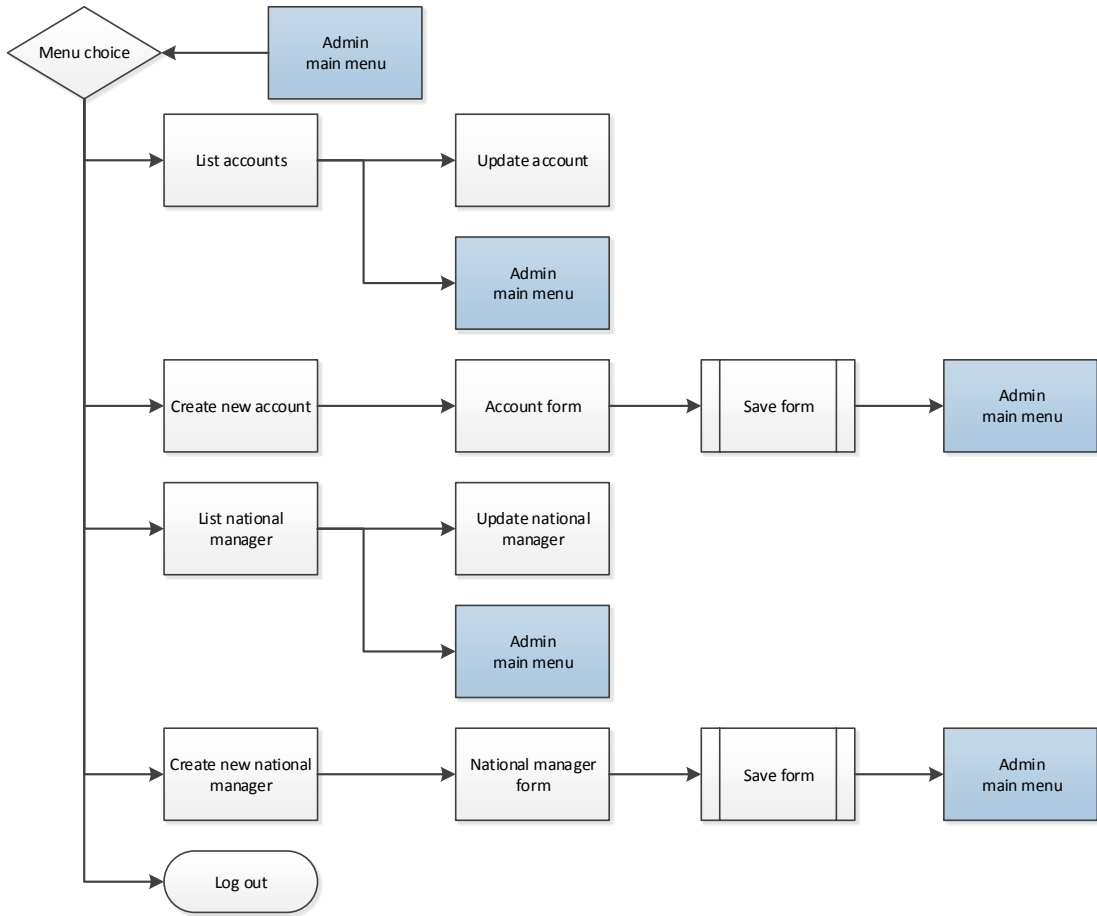 Menu choice
Admin
main menu
List accounts
Update account
Admin
main menu
Create new account
Account form
Save form
Admin
main menu
List national
manager
Update national
manager
Admin
main menu
Create new national
manager
National manager
form
Save form
Admin
main menu
Log out